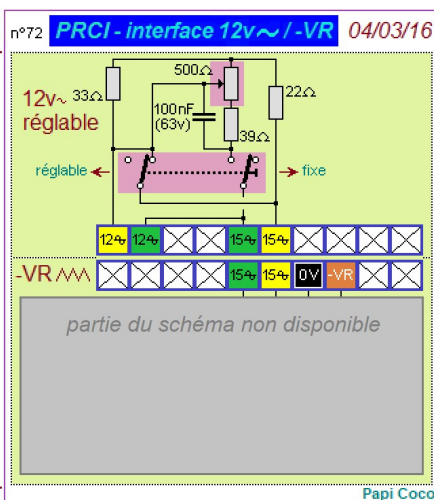 n°72 PRCI - interface 12v~ / -VR 04/03/16
500Ω
12v~ 33Ω 22Ω
réglable 100nF
(63v)
39Ω
réglable fixe
12~ 12~ 15~ 15~
-VR 15~ 15~ 0V -VR
partie du schéma non disponible
Papi Coco